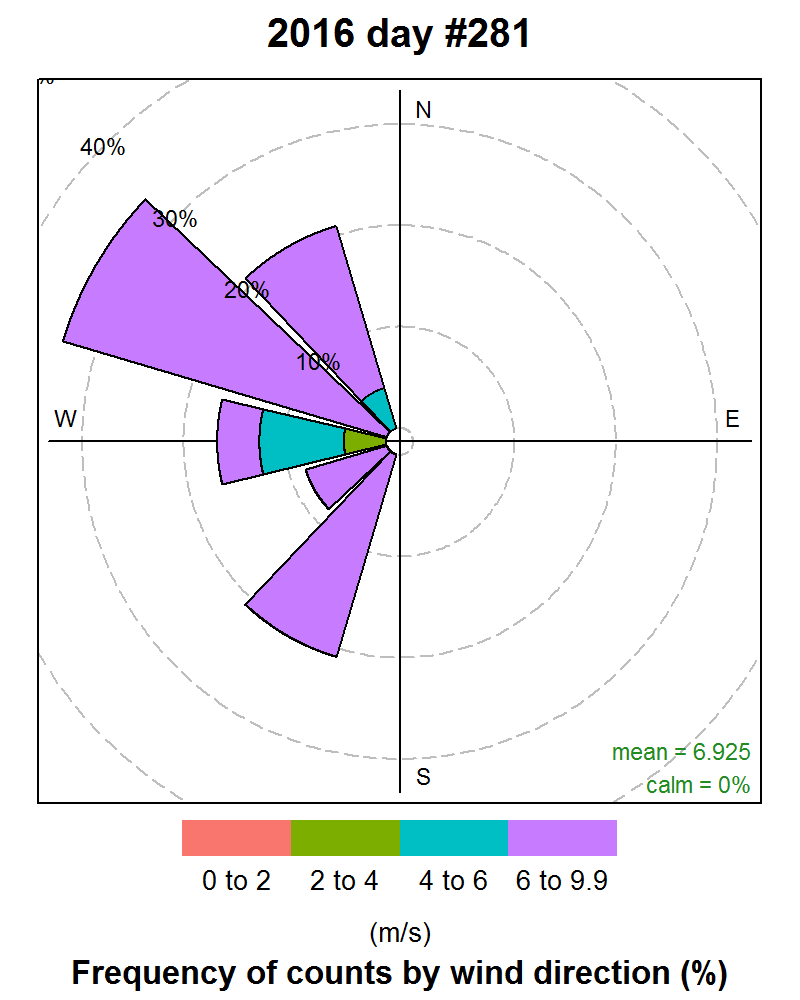 2016 day #281
%
N
40%
30%
20%
10%
W
E
S
mean = 6.925
calm = 0%
0 to 2 2 to 4 4 to 6 6 to 9.9
(m/s)
Frequency of counts by wind direction (%)